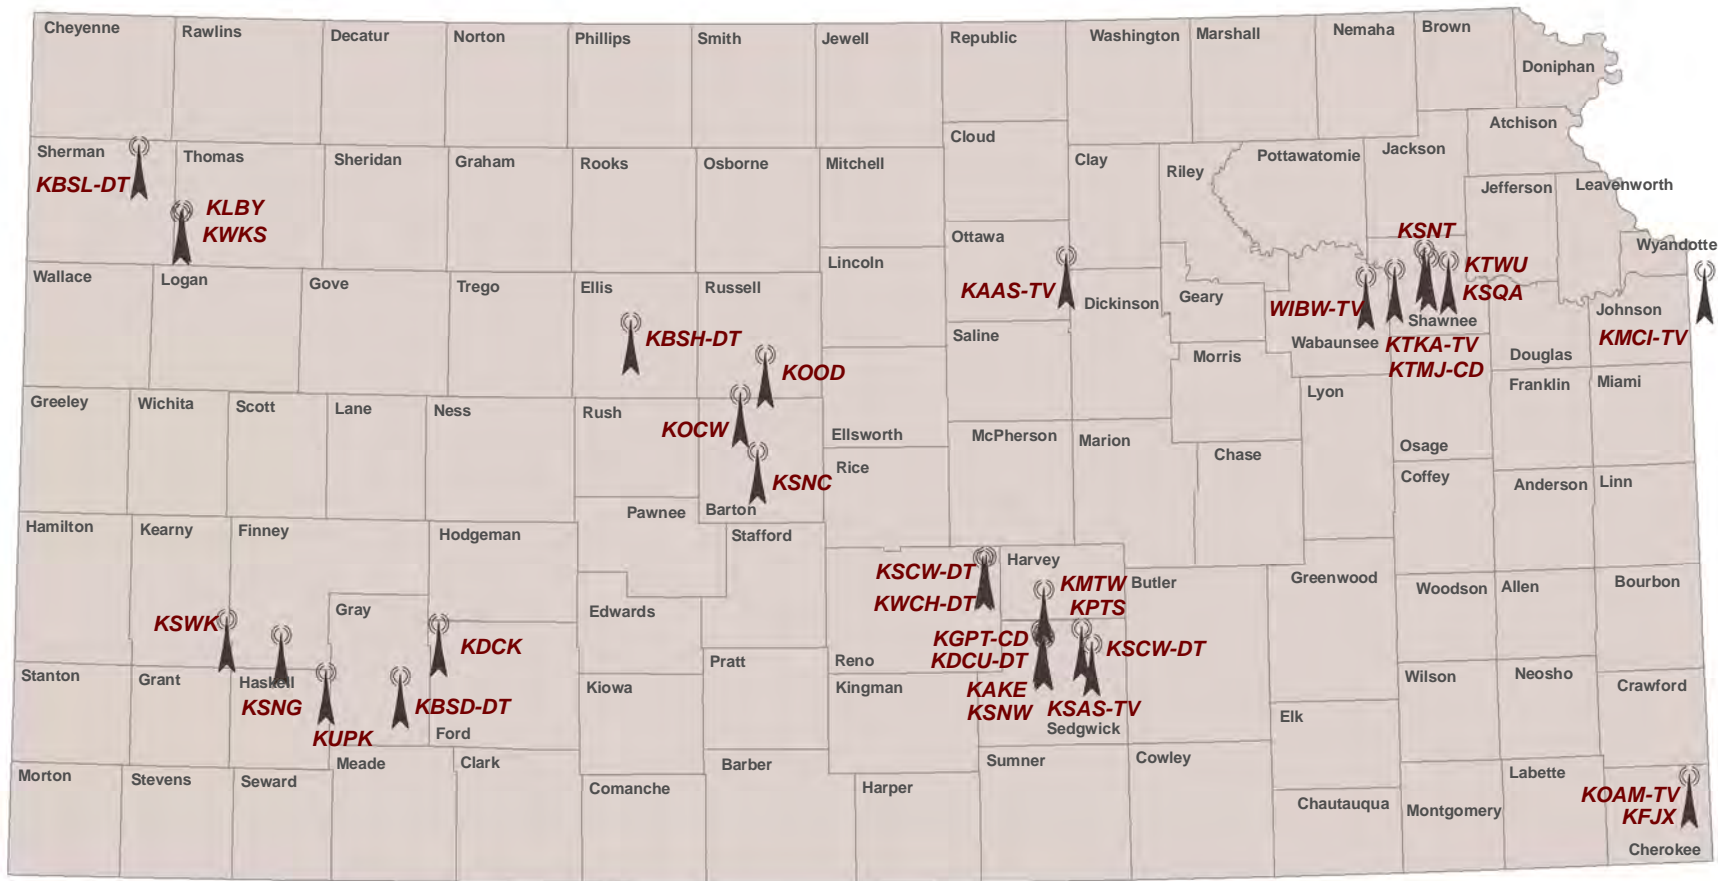 Cheyenne
Rawlins
Decatur
Norton
Phillips
Smith
Jewell
Republic
Washington
Marshall
Nemaha
Brown
Doniphan
Sherman
KBSL-DT
Thomas
KLBY
KWKS
Sheridan
Graham
Rooks
Osborne
Mitchell
Cloud
Clay
Riley
Pottawatomie
Jackson
Atchison
Jefferson
Leavenworth
Wyandotte
Wallace
Logan
Gove
Trego
Ellis
KBSH-DT
Russell
KOOD
Lincoln
Ottawa
KAAS-TV
Saline
Dickinson
Geary
Morris
WIBW-TV
Wabaunsee
KSNT
KTWU
KSQA
Shawnee
KTKA-TV
KTMJ-CD
Douglas
Johnson
KMCI-TV
Greeley
Wichita
Scott
Lane
Ness
Rush
KOCW
KSNC
Barton
Ellsworth
Rice
McPherson
Marion
Chase
Lyon
Osage
Franklin
Miami
Coffey
Anderson
Linn
Hamilton
Kearny
Finney
Hodgeman
Pawnee
Stafford
KSCW-DT
KWCH-DT
Reno
Harvey
KMTW
KPTS
Butler
Greenwood
Woodson
Allen
Bourbon
KSWK
Gray
KDCK
Edwards
KGPT-CD
KDCU-DT
KSCW-DT
KAKE
KSNW
KSAS-TV
Sedgwick
Stanton
Grant
Haskell
KSNG
KUPK
KBSD-DT
Ford
Kiowa
Pratt
Kingman
Elk
Wilson
Neosho
Crawford
Morton
Stevens
Seward
Meade
Clark
Comanche
Barber
Harper
Sumner
Cowley
Chautauqua
Montgomery
Labette
KOAM-TV
KFJX
Cherokee